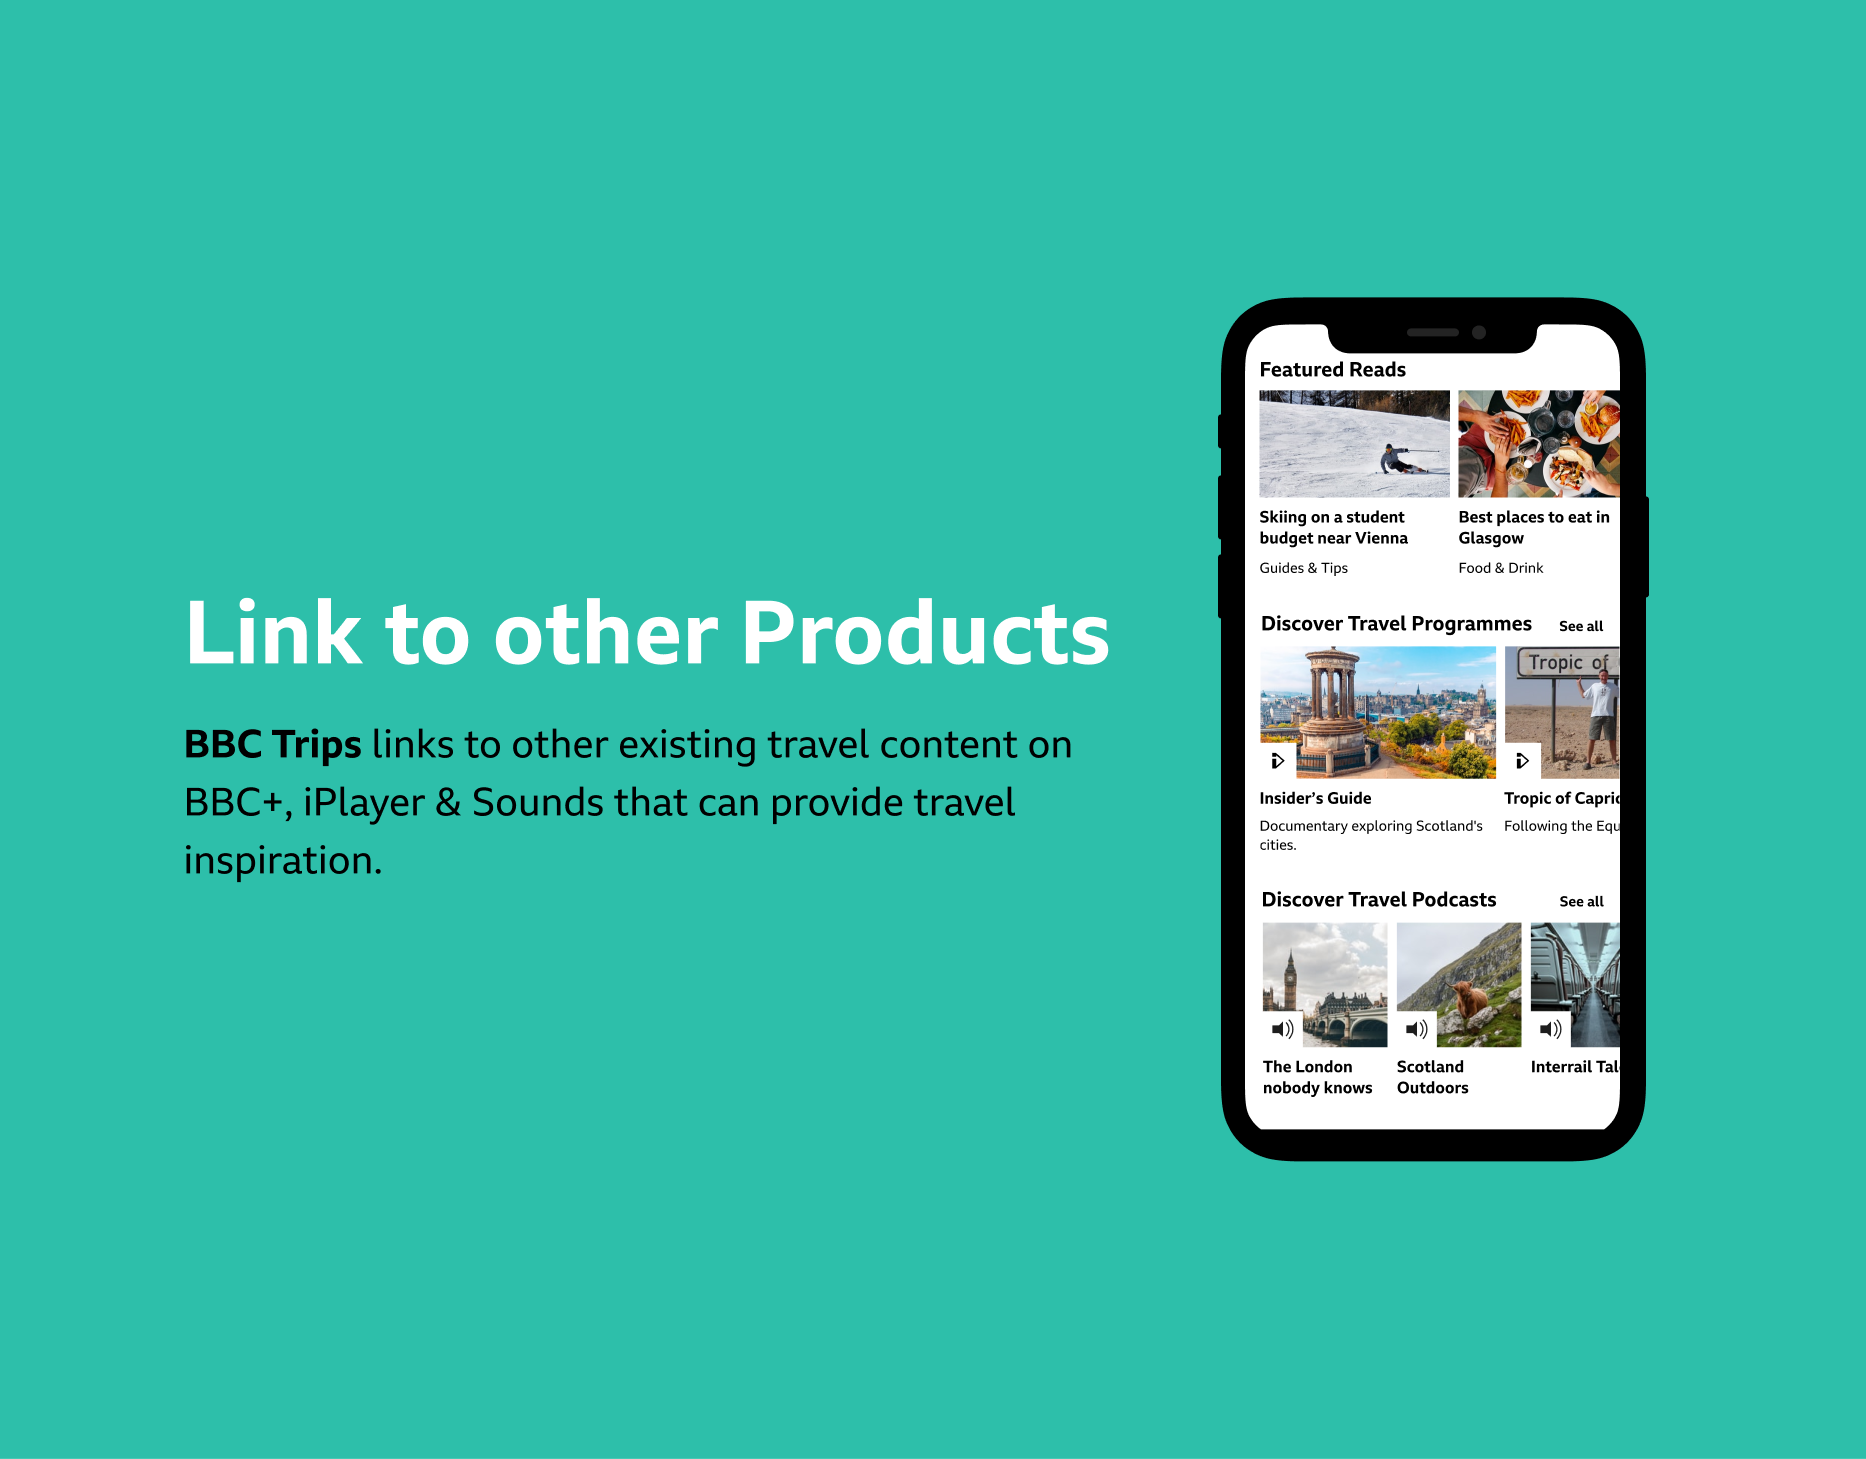 Link to other Products
BBC Trips links to other existing travel content on
BBC+, iPlayer & Sounds that can provide travel
inspiration.
Featured Reads
Skiing on a student
budget near Vienna
Guides & Tips
Best places to eat in
Glasgow
Food & Drink
Discover Travel Programmes
See all
Tropic of
Insider’s Guide
Documentary exploring Scotland's
cities.
Tropic of Capric
Following the Equ
Discover Travel Podcasts
See all
The London
nobody knows
Scotland
Outdoors
Interrail Tal